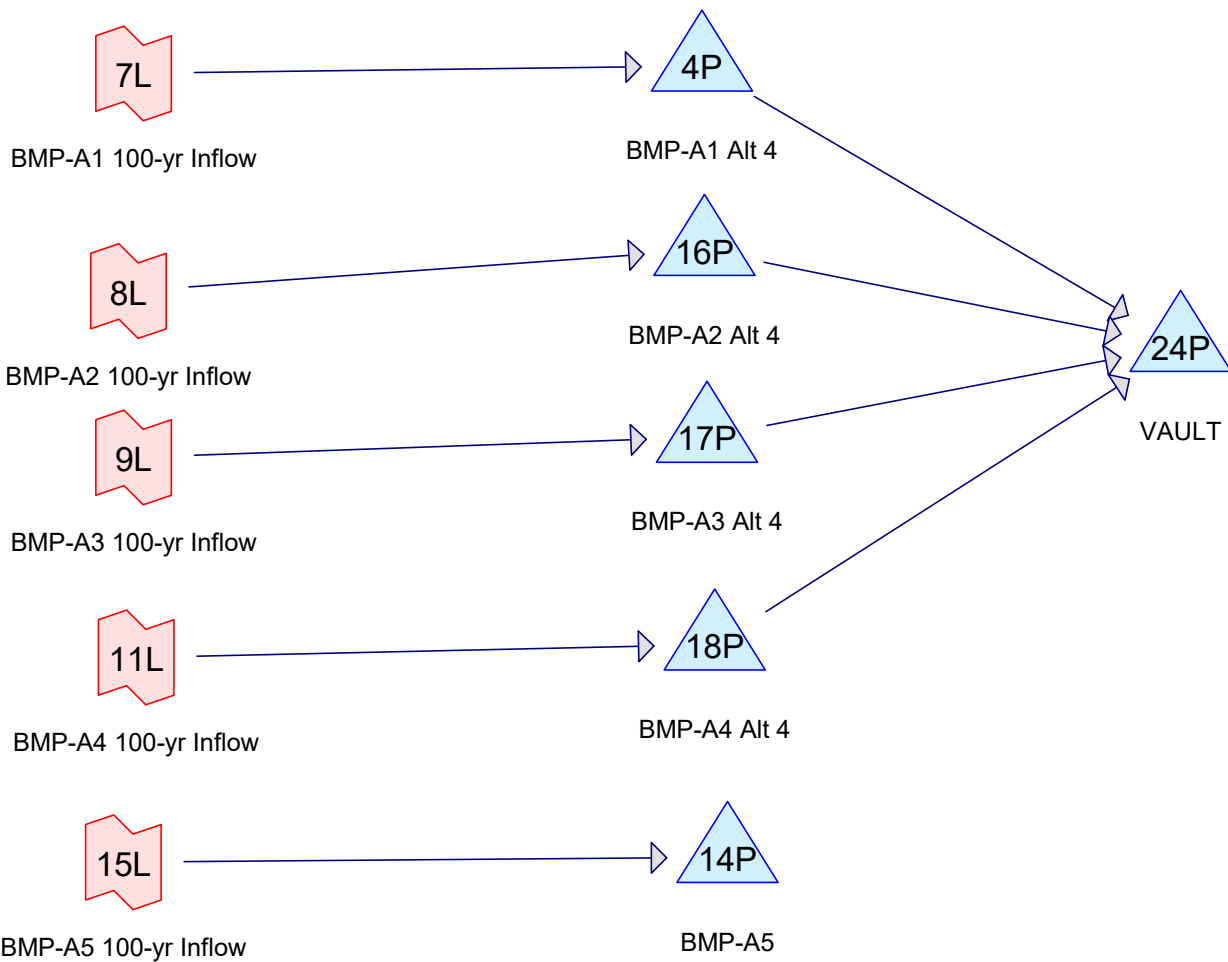 7L
4P
BMP-A1 100-yr Inflow
BMP-A1 Alt 4
8L
16P
BMP-A2 100-yr Inflow
BMP-A2 Alt 4
24P
VAULT
9L
17P
BMP-A3 100-yr Inflow
BMP-A3 Alt 4
11L
18P
BMP-A4 100-yr Inflow
BMP-A4 Alt 4
15L
14P
BMP-A5 100-yr Inflow
BMP-A5